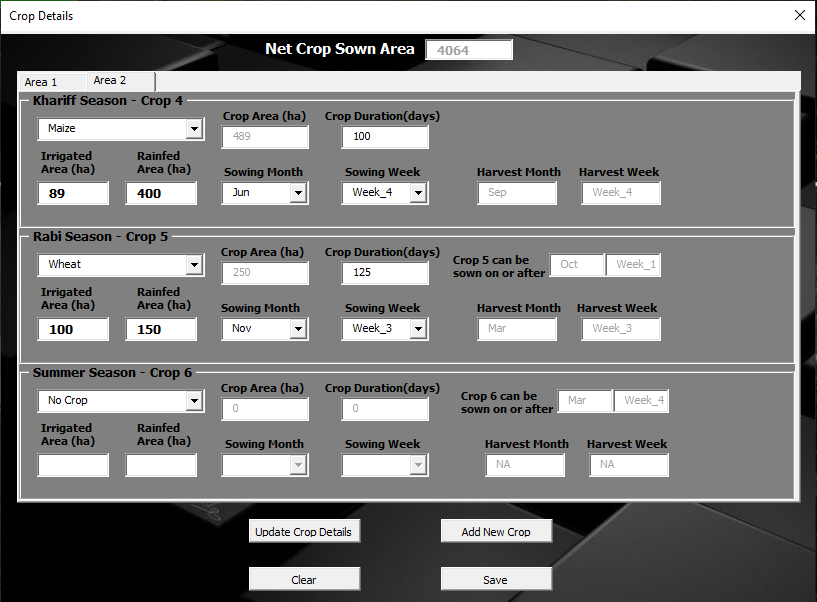 Crop Details
Net Crop Sown Area 4064
Area 1 Area 2
Khariff Season - Crop 4
Crop Area (ha) Crop Duration(days)
Maize 489 100
Irrigated Area (ha) Rainfed Area (ha) Sowing Month Sowing Week Harvest Month Harvest Week
89 400 Jun Week_4 Sep Week_4
Rabi Season - Crop 5
Crop Area (ha) Crop Duration(days) Crop 5 can be sown on or after
Wheat 250 125 Oct Week_1
Irrigated Area (ha) Rainfed Area (ha) Sowing Month Sowing Week Harvest Month Harvest Week
100 150 Nov Week_3 Mar Week_3
Summer Season - Crop 6
Crop Area (ha) Crop Duration(days) Crop 6 can be sown on or after
No Crop 0 0 Mar Week_4
Irrigated Area (ha) Rainfed Area (ha) Sowing Month Sowing Week Harvest Month Harvest Week
NA NA
Update Crop Details Add New Crop
Clear Save